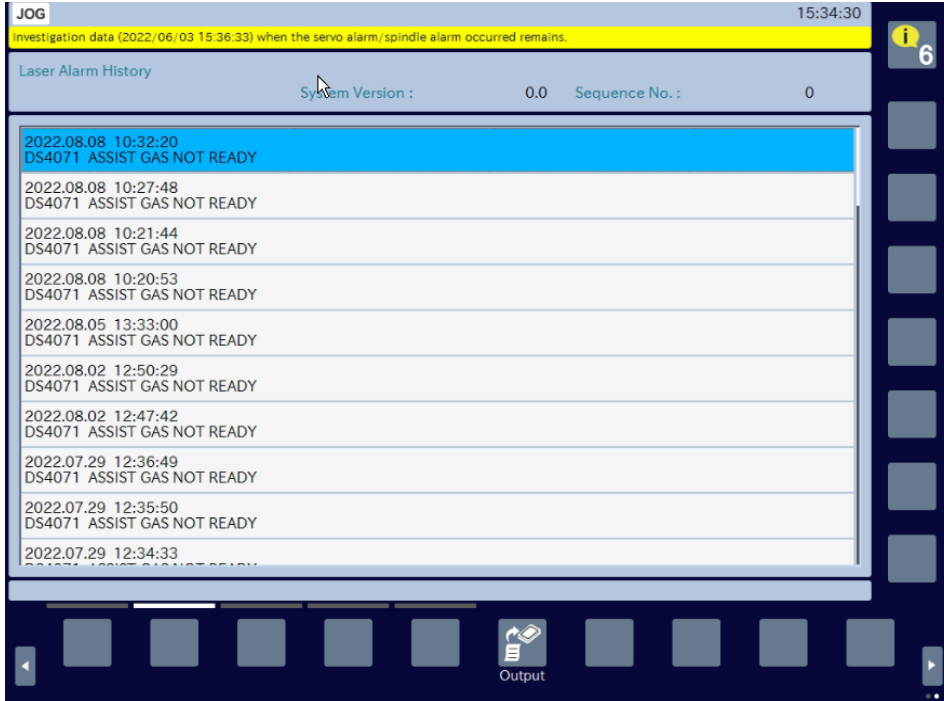 JOG 15:34:30
Investigation data (2022/06/03 15:36:33) when the servo alarm/spindle alarm occurred remains.
i 6
Laser Alarm History
System Version : 0.0 Sequence No. : 0
2022.08.08 10:32:20
DS4071 ASSIST GAS NOT READY
2022.08.08 10:27:48
DS4071 ASSIST GAS NOT READY
2022.08.08 10:21:44
DS4071 ASSIST GAS NOT READY
2022.08.08 10:20:53
DS4071 ASSIST GAS NOT READY
2022.08.05 13:33:00
DS4071 ASSIST GAS NOT READY
2022.08.02 12:50:29
DS4071 ASSIST GAS NOT READY
2022.08.02 12:47:42
DS4071 ASSIST GAS NOT READY
2022.07.29 12:36:49
DS4071 ASSIST GAS NOT READY
2022.07.29 12:35:50
DS4071 ASSIST GAS NOT READY
2022.07.29 12:34:33
Output